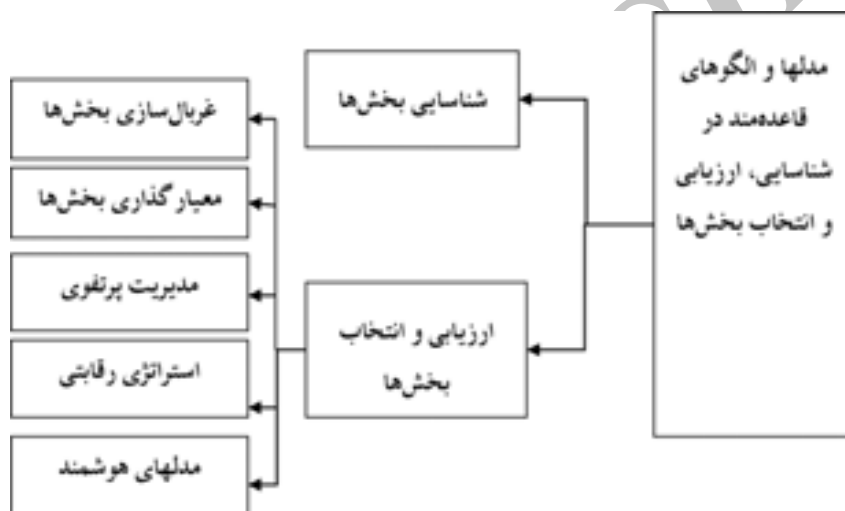 مدلها و الگوهای
قاعده‌مند در
شناسایی، ارزیابی
و انتخاب بخش‌ها
شناسایی بخش‌ها
ارزیابی و انتخاب
بخش‌ها
غربال‌سازی بخش‌ها
معیارگذاری بخش‌ها
مدیریت پرتفوی
استراتژی رقابتی
مدلهای هوشمند